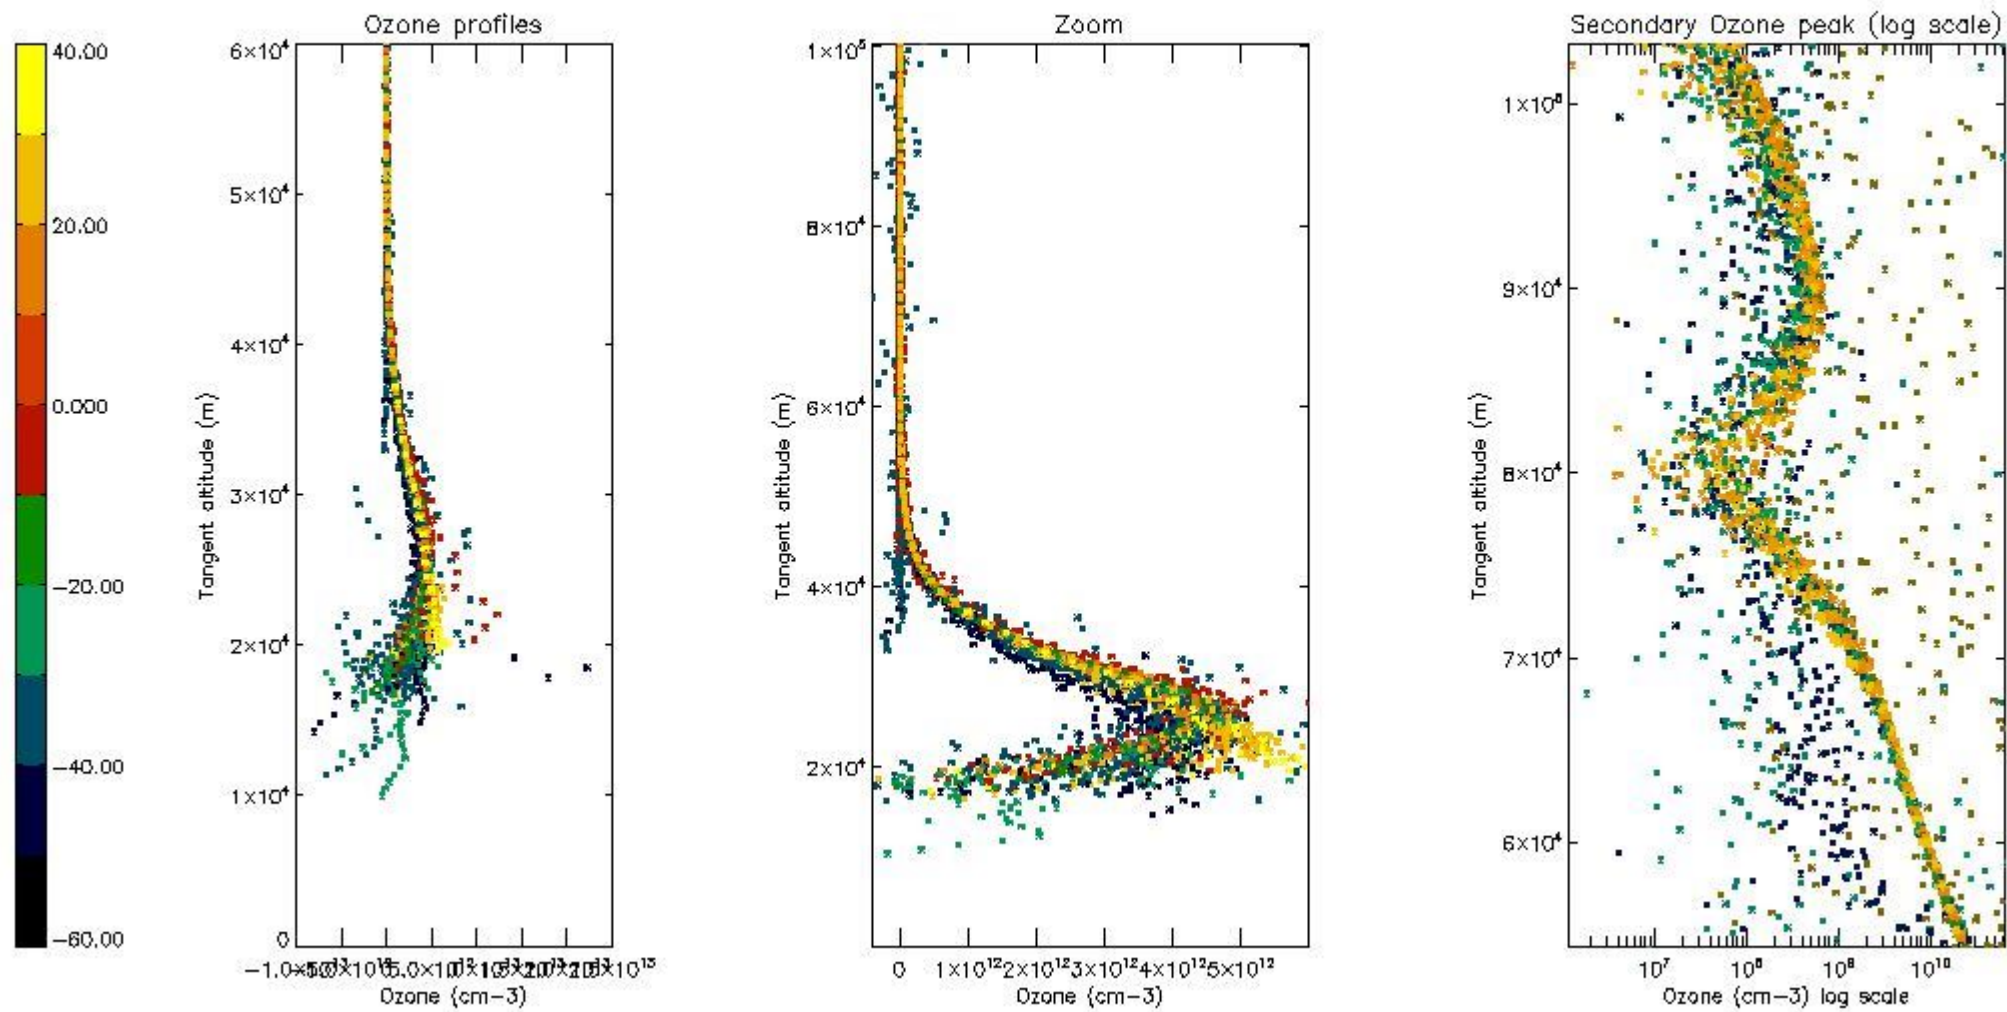 Ozone profiles
Zoom
Secondary Ozone peak (log scale)
40.00
20.00
0.000
−20.00
−40.00
−60.00
6×10⁴
5×10⁴
4×10⁴
3×10⁴
2×10⁴
1×10⁴
0
Tangent altitude (m)
Ozone (cm−3)
1×10⁵
8×10⁴
6×10⁴
4×10⁴
2×10⁴
Tangent altitude (m)
0 1×10¹² 2×10¹² 3×10¹² 4×10¹² 5×10¹²
Ozone (cm−3)
1×10⁵
9×10⁴
8×10⁴
7×10⁴
6×10⁴
Tangent altitude (m)
10⁷ 10⁸ 10⁹ 10¹⁰
Ozone (cm−3) log scale